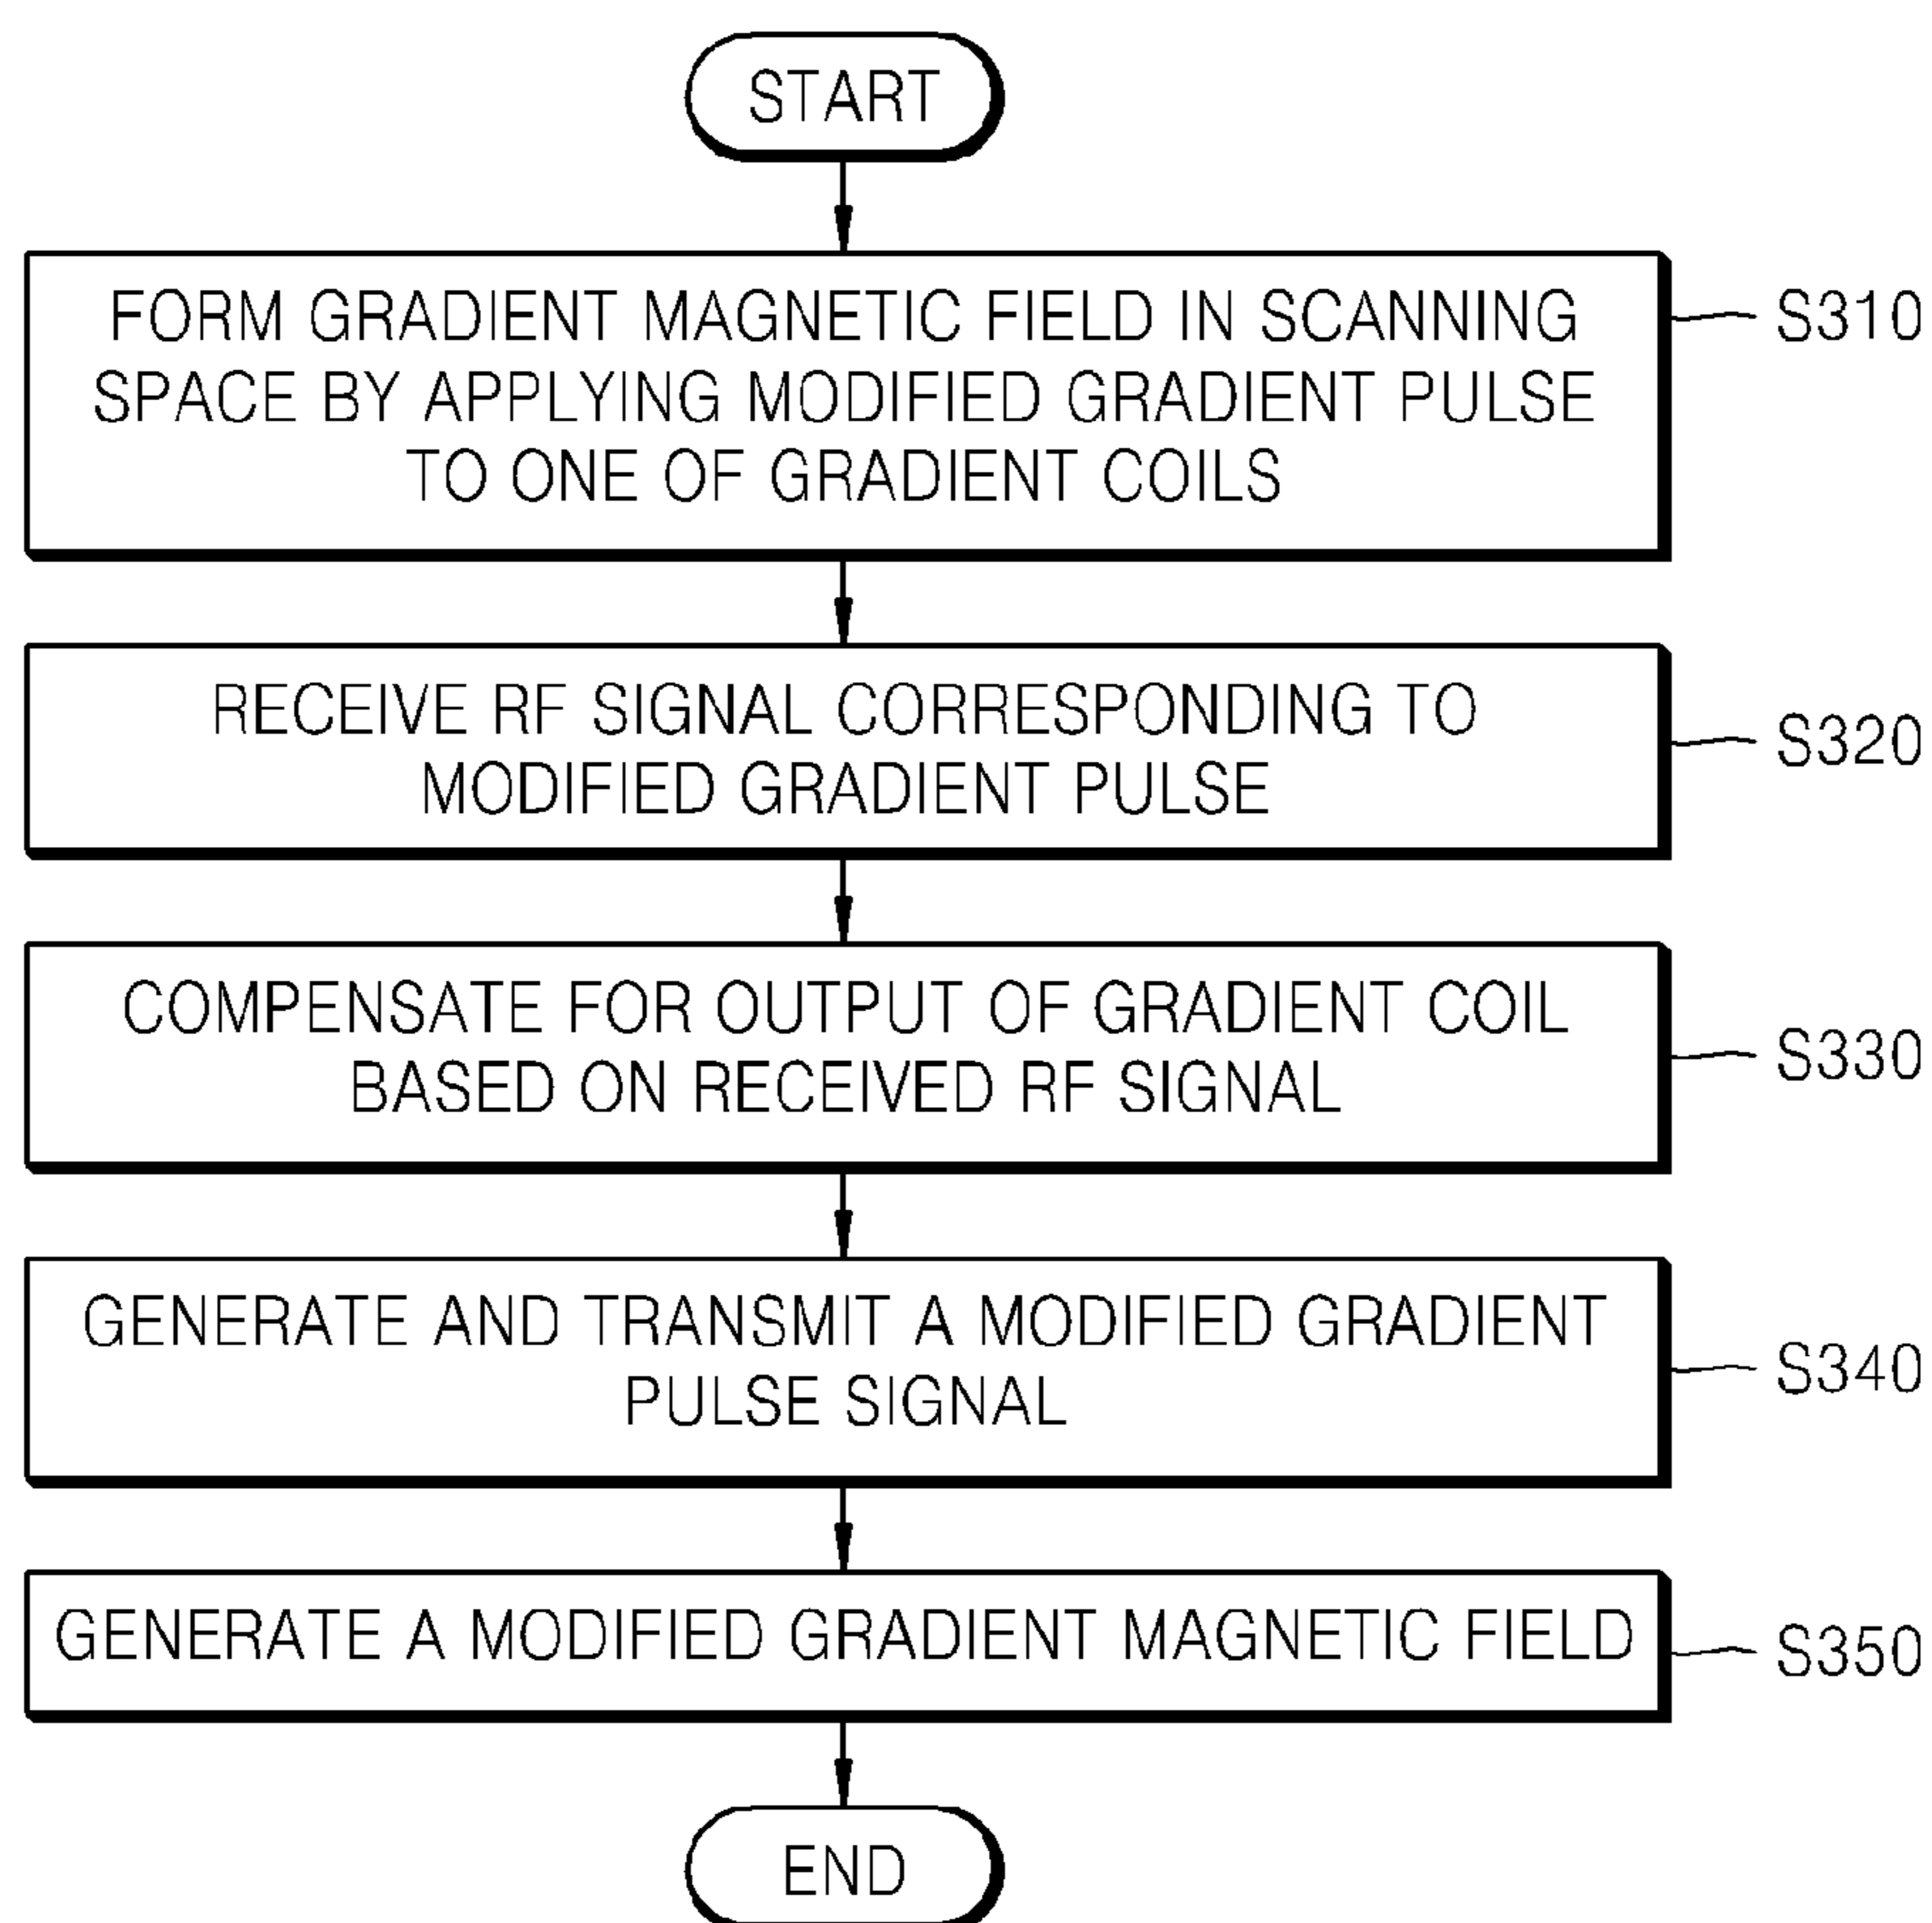 START
FORM GRADIENT MAGNETIC FIELD IN SCANNING
SPACE BY APPLYING MODIFIED GRADIENT PULSE
TO ONE OF GRADIENT COILS
S310
RECEIVE RF SIGNAL CORRESPONDING TO
MODIFIED GRADIENT PULSE
S320
COMPENSATE FOR OUTPUT OF GRADIENT COIL
BASED ON RECEIVED RF SIGNAL
S330
GENERATE AND TRANSMIT A MODIFIED GRADIENT
PULSE SIGNAL
S340
GENERATE A MODIFIED GRADIENT MAGNETIC FIELD
S350
END